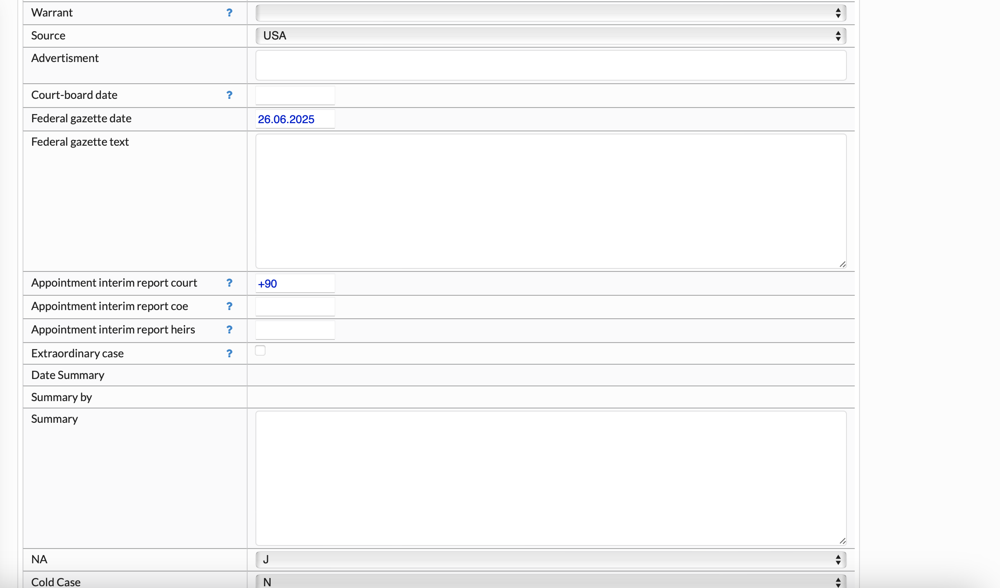 Warrant ?
Source USA
Advertisment
Court-board date ?
Federal gazette date 26.06.2025
Federal gazette text
Appointment interim report court ? +90
Appointment interim report coe ?
Appointment interim report heirs ?
Extraordinary case ?
Date Summary
Summary by
Summary
NA J
Cold Case N